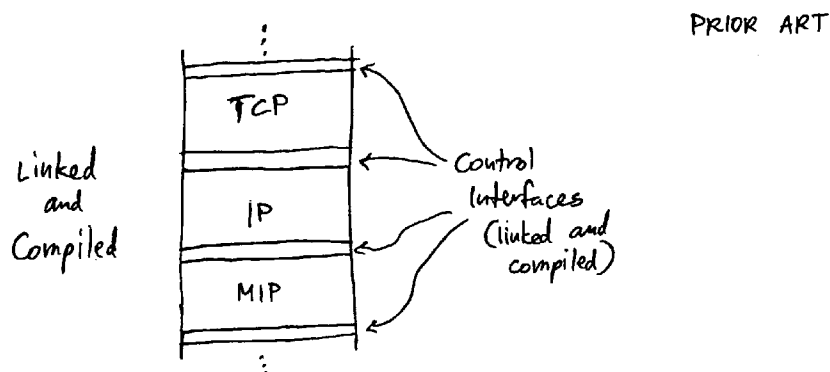 PRIOR ART
TCP
Linked
and
Compiled
Control
Interfaces
(linked and
compiled)
IP
MIP